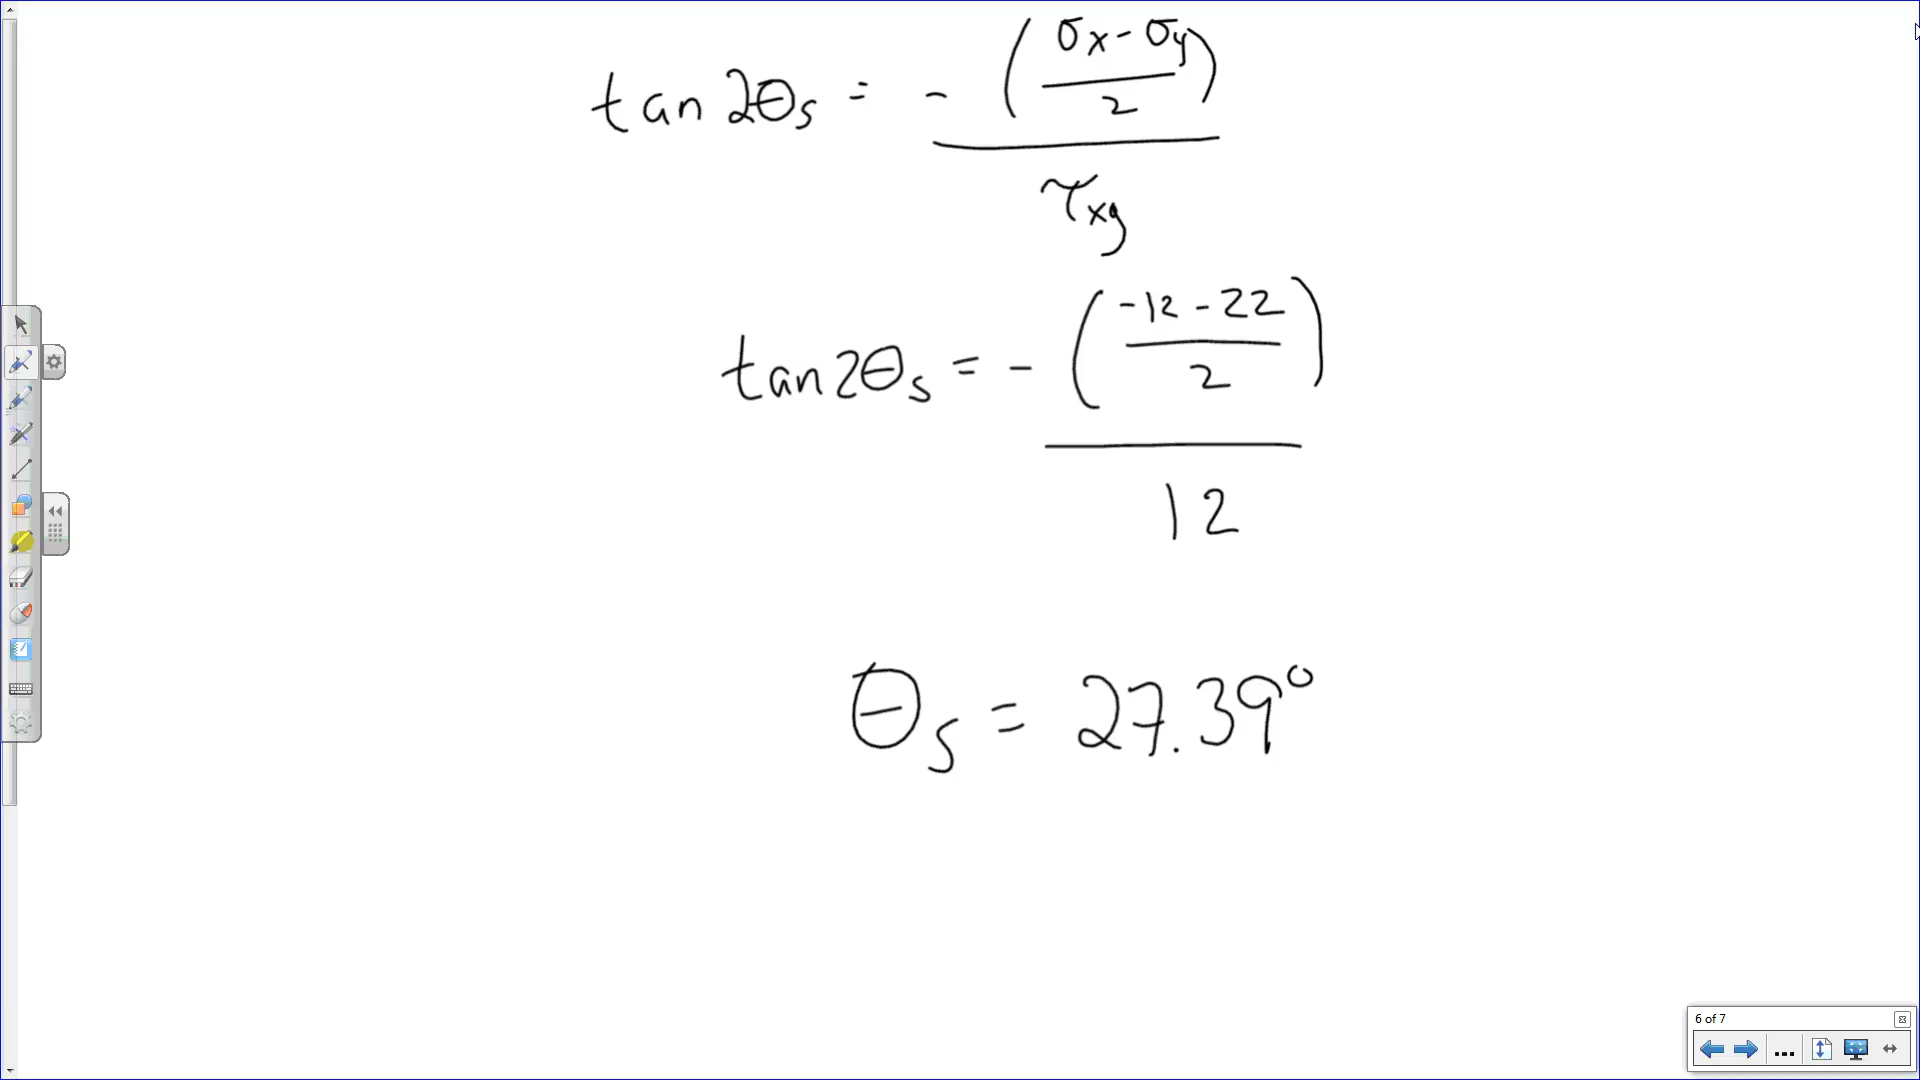 tan 2θs = - (σx - σy / 2) / τxy
tan 2θs = - (-12 - 22 / 2) / 12
θs = 27.39°
6 of 7